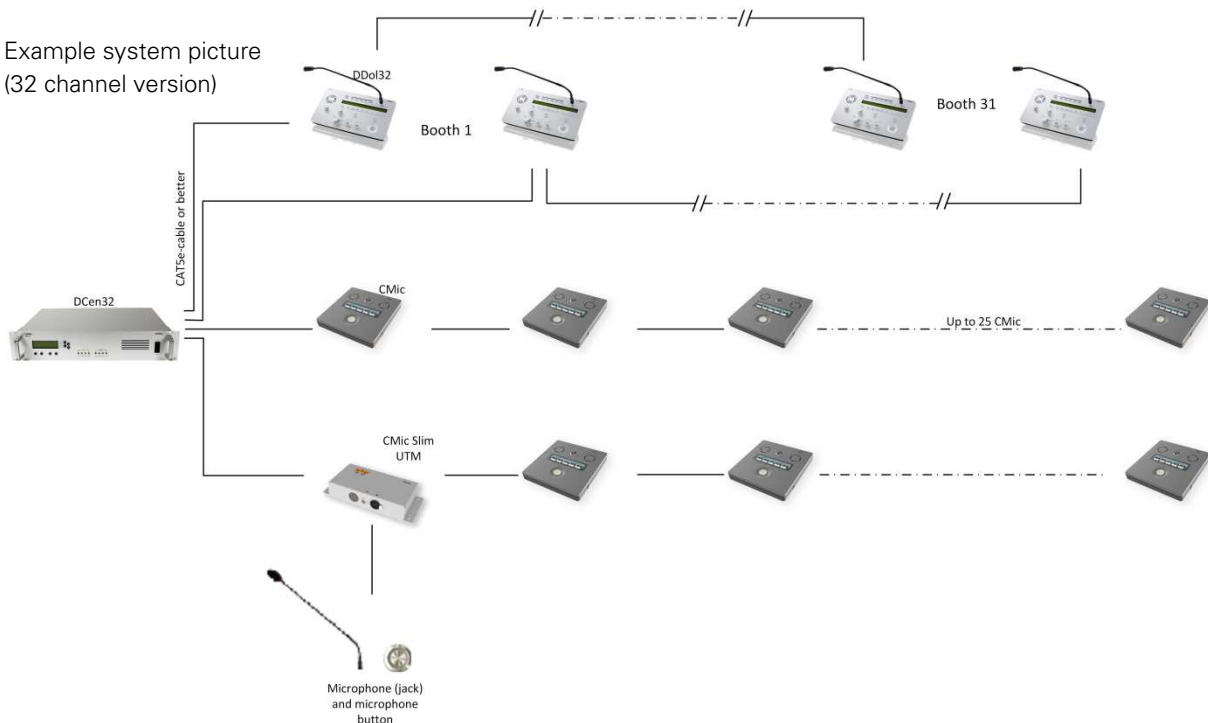 Example system picture
(32 channel version)
DDol32
Booth 1
Booth 31
CAT5e-cable or better
DCen32
CMic
Up to 25 CMic
CMic Slim
UTM
Microphone (jack)
and microphone
button